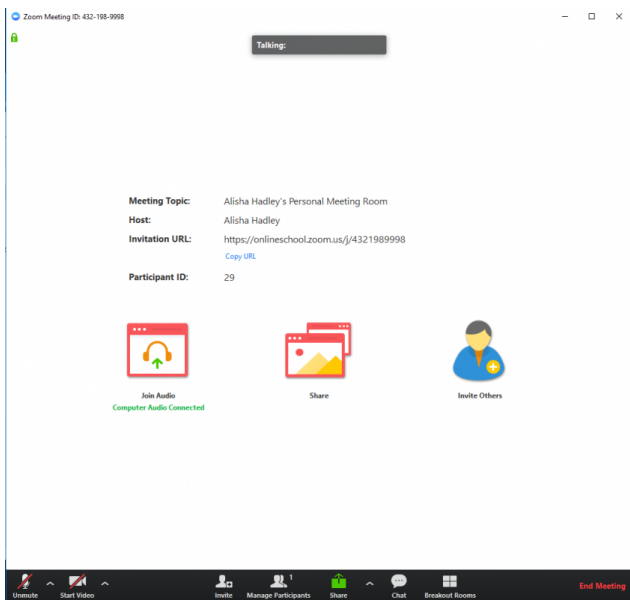 Zoom Meeting ID: 432-198-9998
Talking:
Meeting Topic: Alisha Hadley's Personal Meeting Room
Host: Alisha Hadley
Invitation URL: https://onlineschool.zoom.us/j/4321989998
Copy URL
Participant ID: 29
Join Audio Share Invite Others
Computer Audio Connected
1
Unmute Start Video Invite Manage Participants Share Chat Breakout Rooms End Meeting